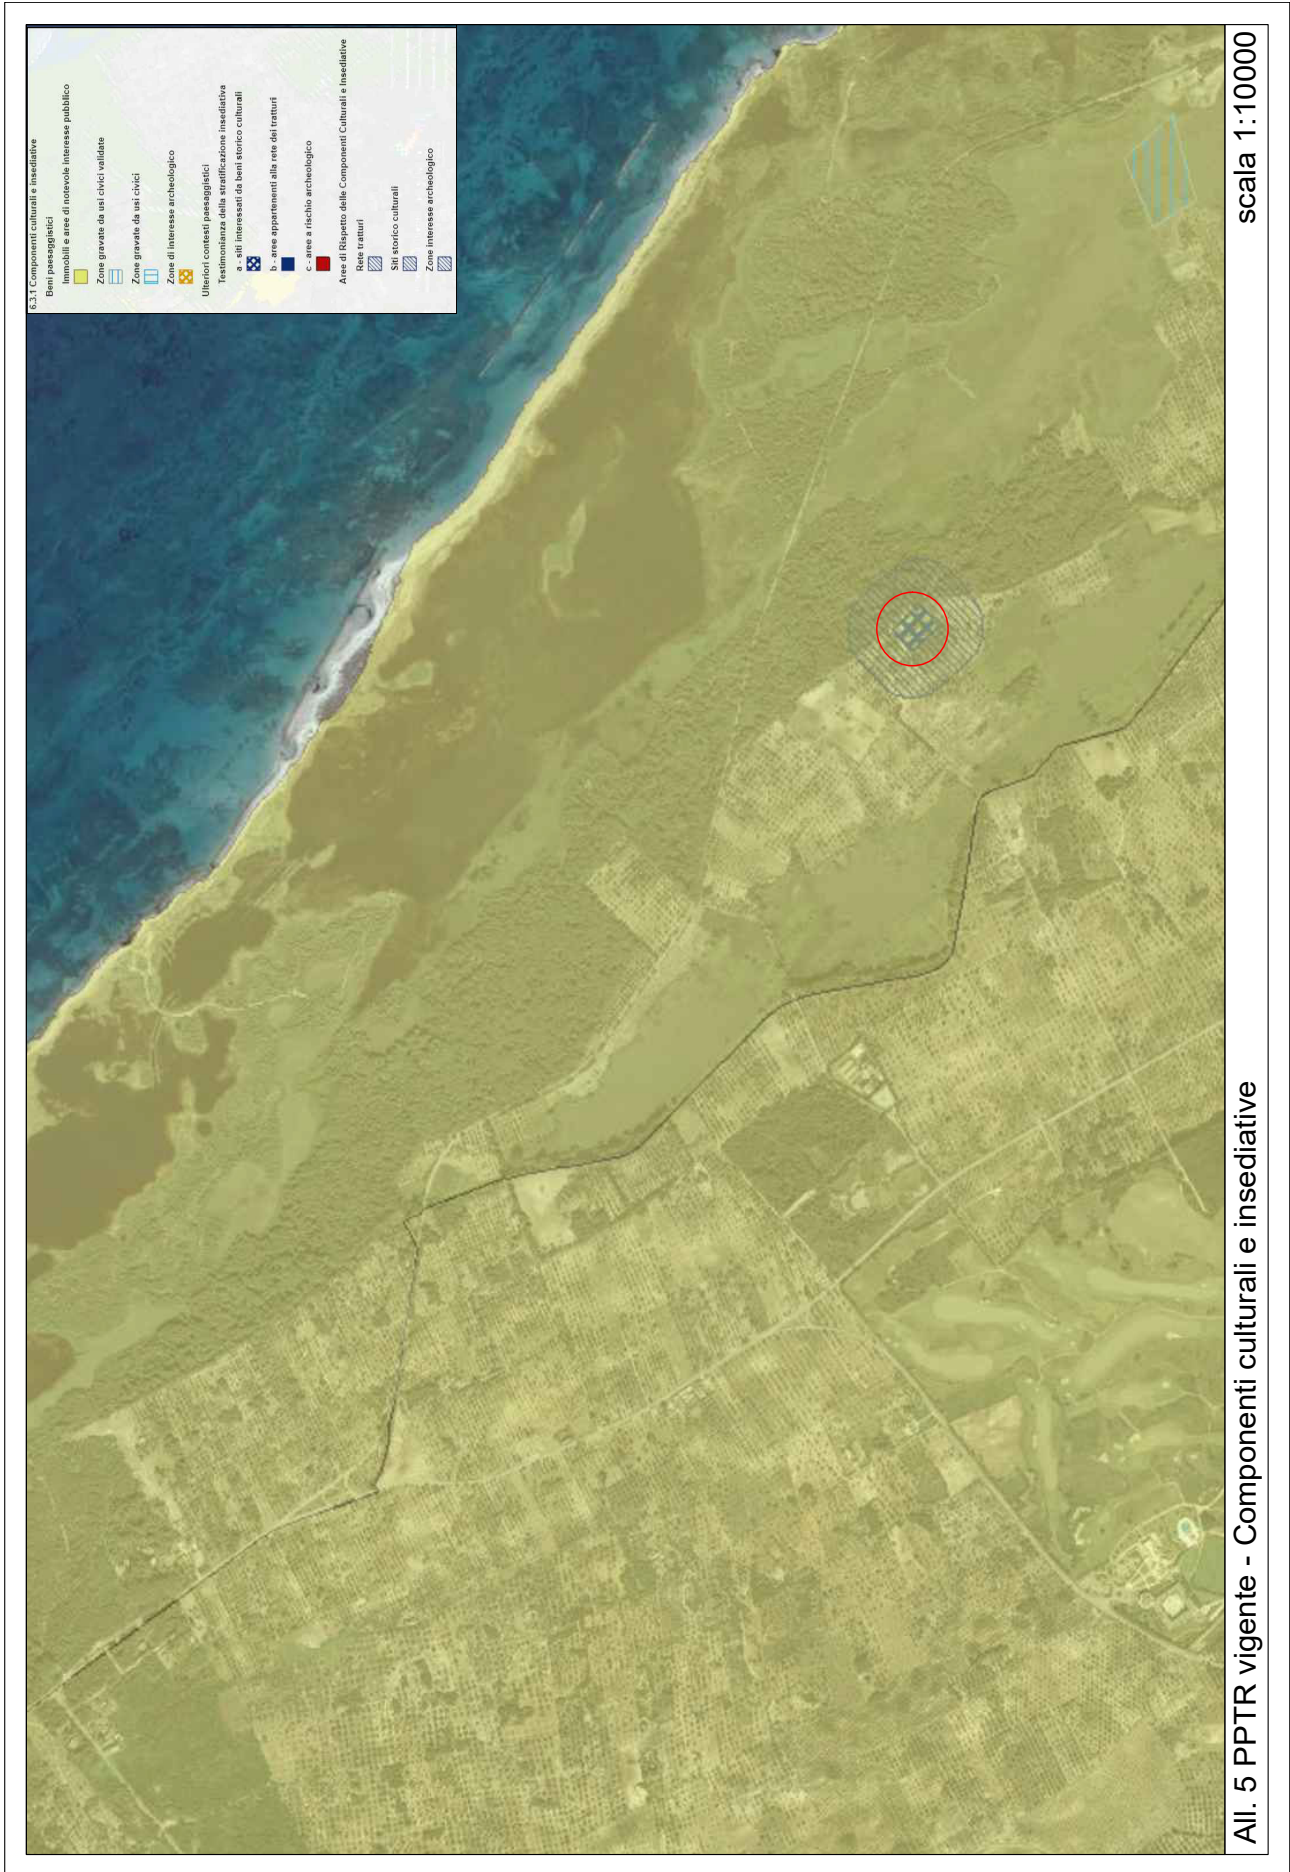 6.3.1 Componenti culturali e insediative
Beni paesaggistici
Immobili e aree di notevole interesse pubblico
Zone gravate da usi civici validate
Zone gravate da usi civici
Zone di interesse archeologico
Ulteriori contesti paesaggistici
Testimonianza della stratificazione insediativa
a - siti interessati da beni storico culturali
b - aree appartenenti alla rete dei tratturi
c - aree a rischio archeologico
Aree di Rispetto delle Componenti Culturali e Insediative
Rete tratturi
Siti storico culturali
Zone interesse archeologico
All. 5 PPTR vigente - Componenti culturali e insediative
scala 1:10000